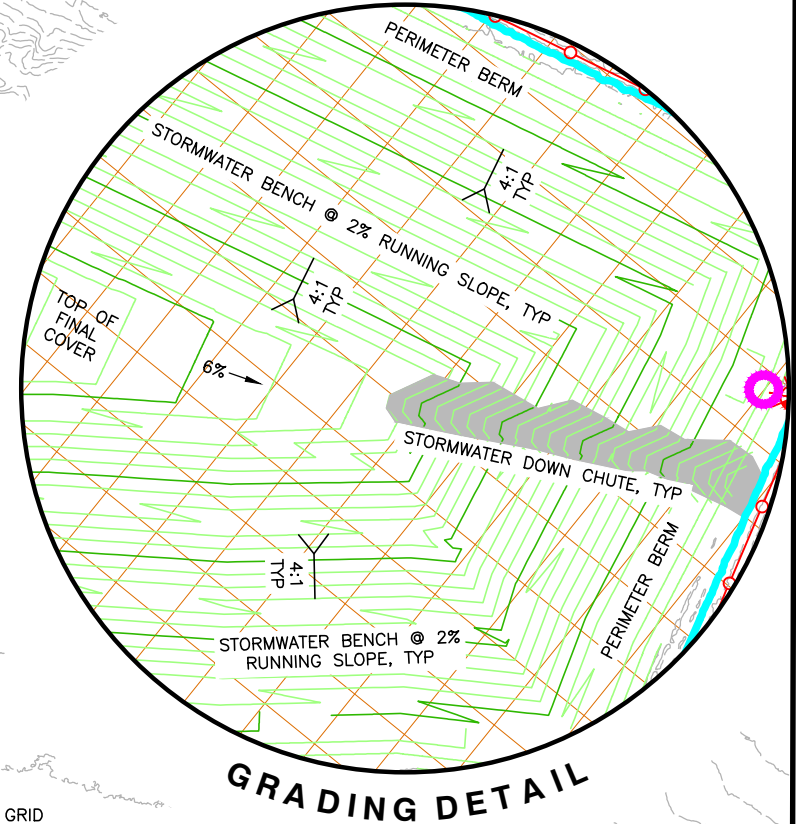 PERIMETER BERM
STORMWATER BENCH @ 2% RUNNING SLOPE, TYP
4:1
TYP
4:1
TYP
TOP OF
FINAL
COVER
6%
STORMWATER DOWN CHUTE, TYP
PERIMETER BERM
4:1
TYP
STORMWATER BENCH @ 2%
RUNNING SLOPE, TYP
GRADING DETAIL
GRID